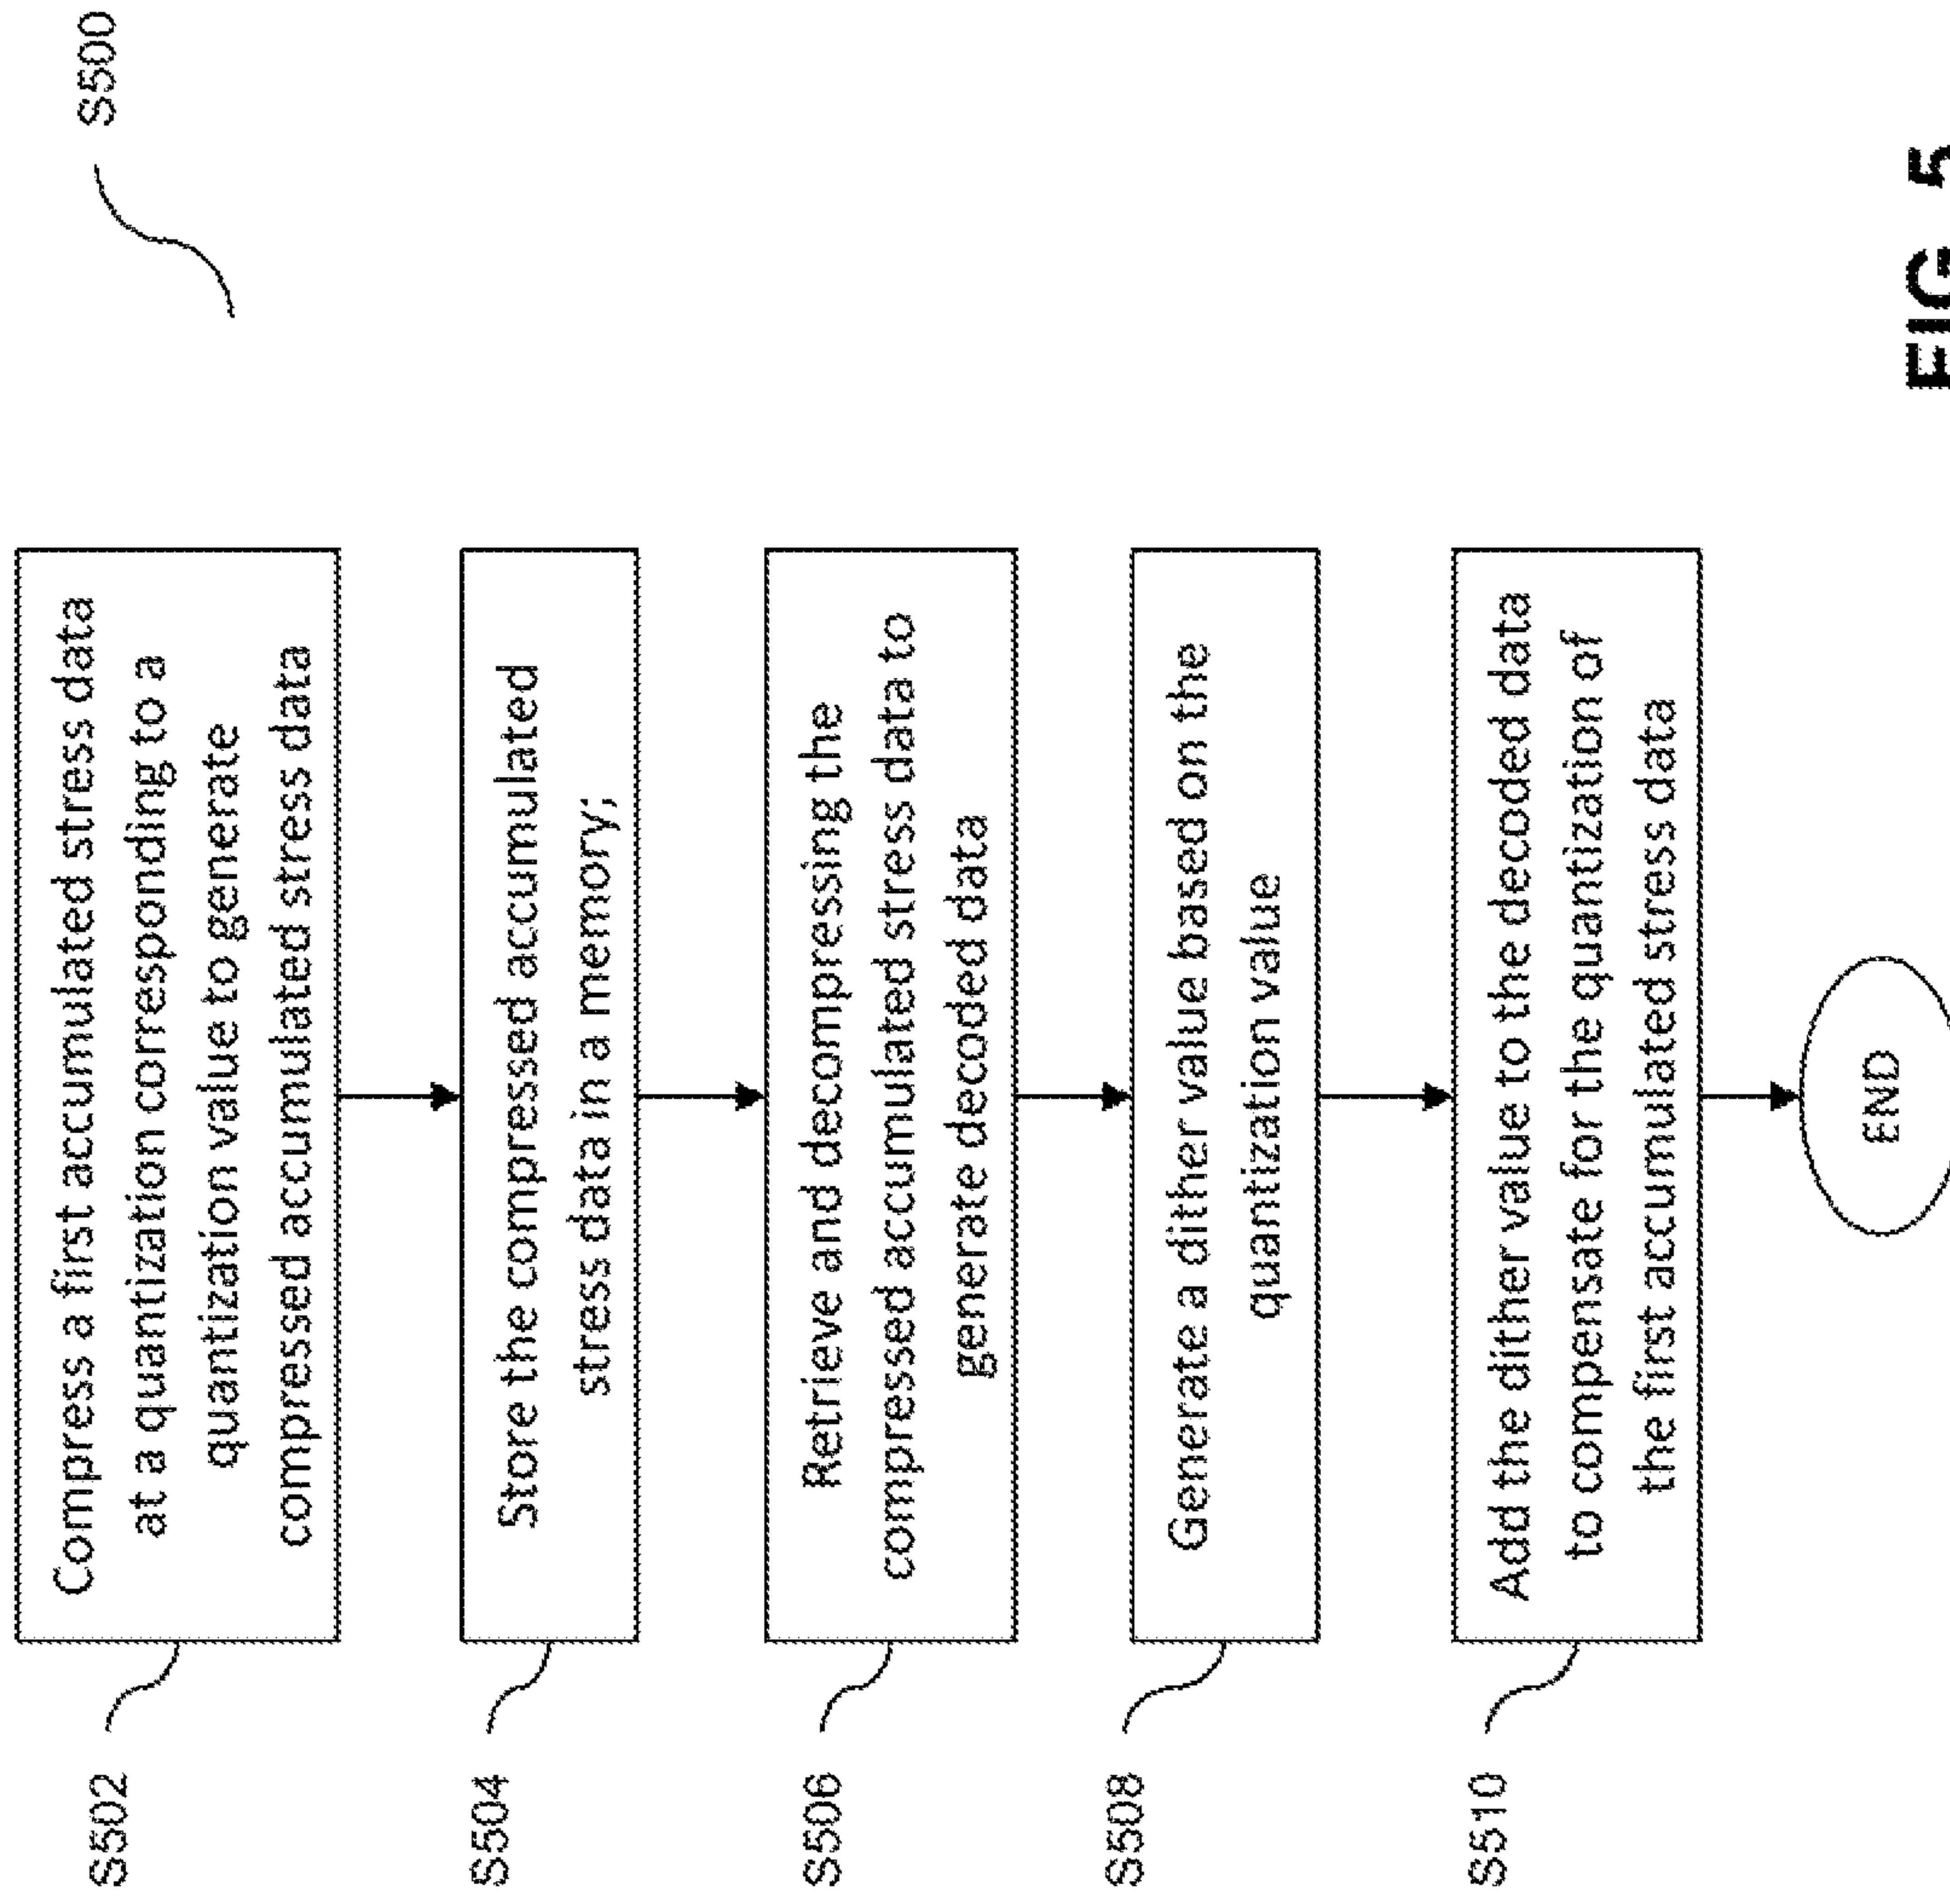 S500
S502
Compress a first accumulated stress data
at a quantization corresponding to a
quantization value to generate
compressed accumulated stress data
S504
Store the compressed accumulated
stress data in a memory;
S506
Retrieve and decompressing the
compressed accumulated stress data to
generate decoded data
S508
Generate a dither value based on the
quantization value
S510
Add the dither value to the decoded data
to compensate for the quantization of
the first accumulated stress data
END
FIG. 5